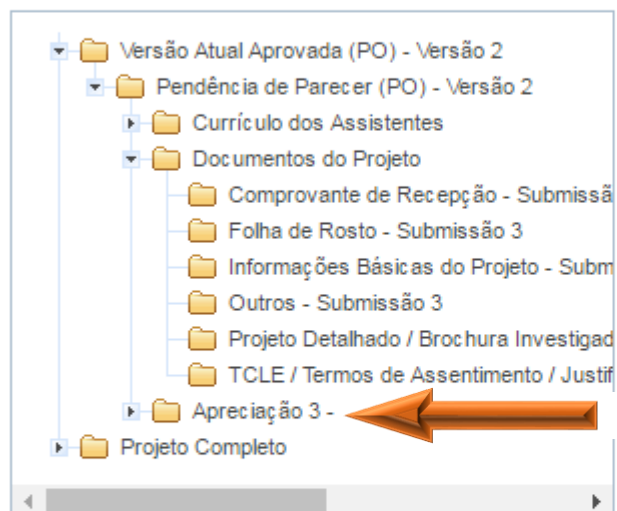 Versão Atual Aprovada (PO) - Versão 2
Pendência de Parecer (PO) - Versão 2
Currículo dos Assistentes
Documentos do Projeto
Comprovante de Recepção - Submissã
Folha de Rosto - Submissão 3
Informações Básicas do Projeto - Subm
Outros - Submissão 3
Projeto Detalhado / Brochura Investigad
TCLE / Termos de Assentimento / Justif
Apreciação 3 -
Projeto Completo